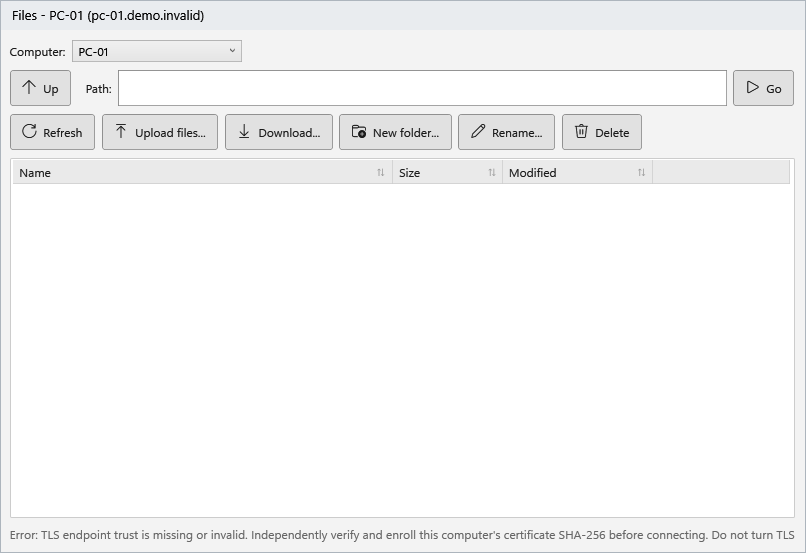 Files - PC-01 (pc-01.demo.invalid)
Computer: PC-01
Up Path: Go
Refresh Upload files... Download... New folder... Rename... Delete
Name Size Modified
Error: TLS endpoint trust is missing or invalid. Independently verify and enroll this computer's certificate SHA-256 before connecting. Do not turn TLS